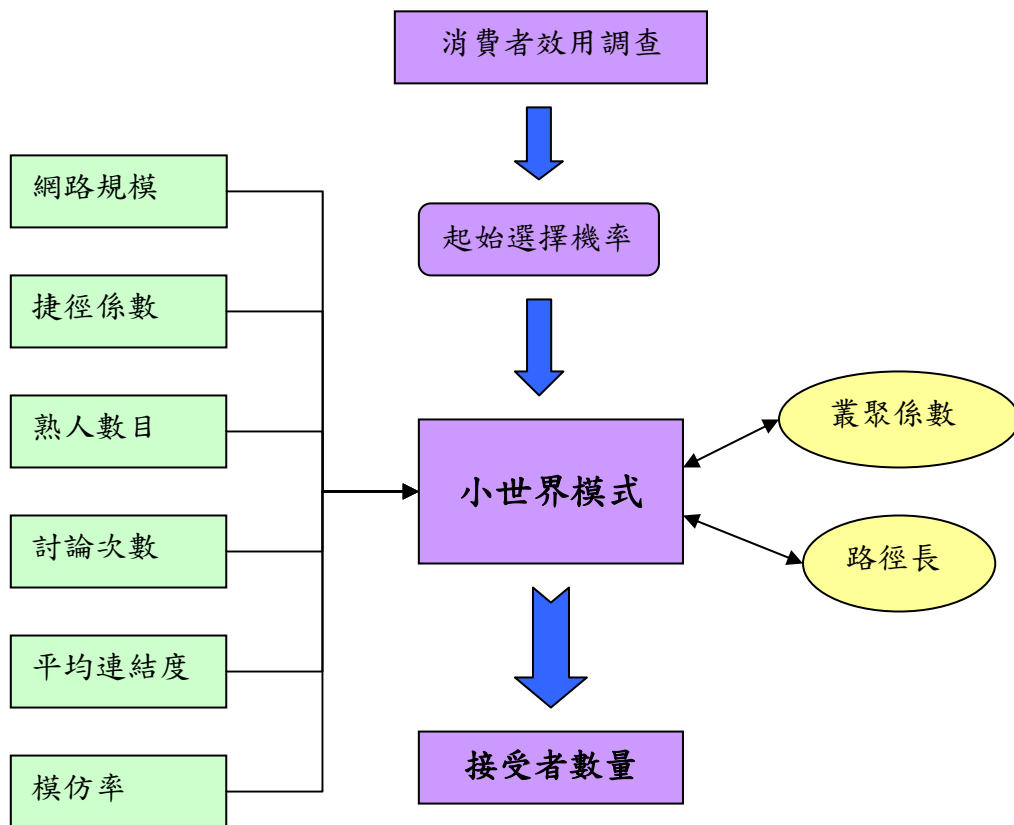 消費者效用調查
起始選擇機率
網路規模
捷徑係數
熟人數目
討論次數
平均連結度
模仿率
小世界模式
叢聚係數
路徑長
接受者數量